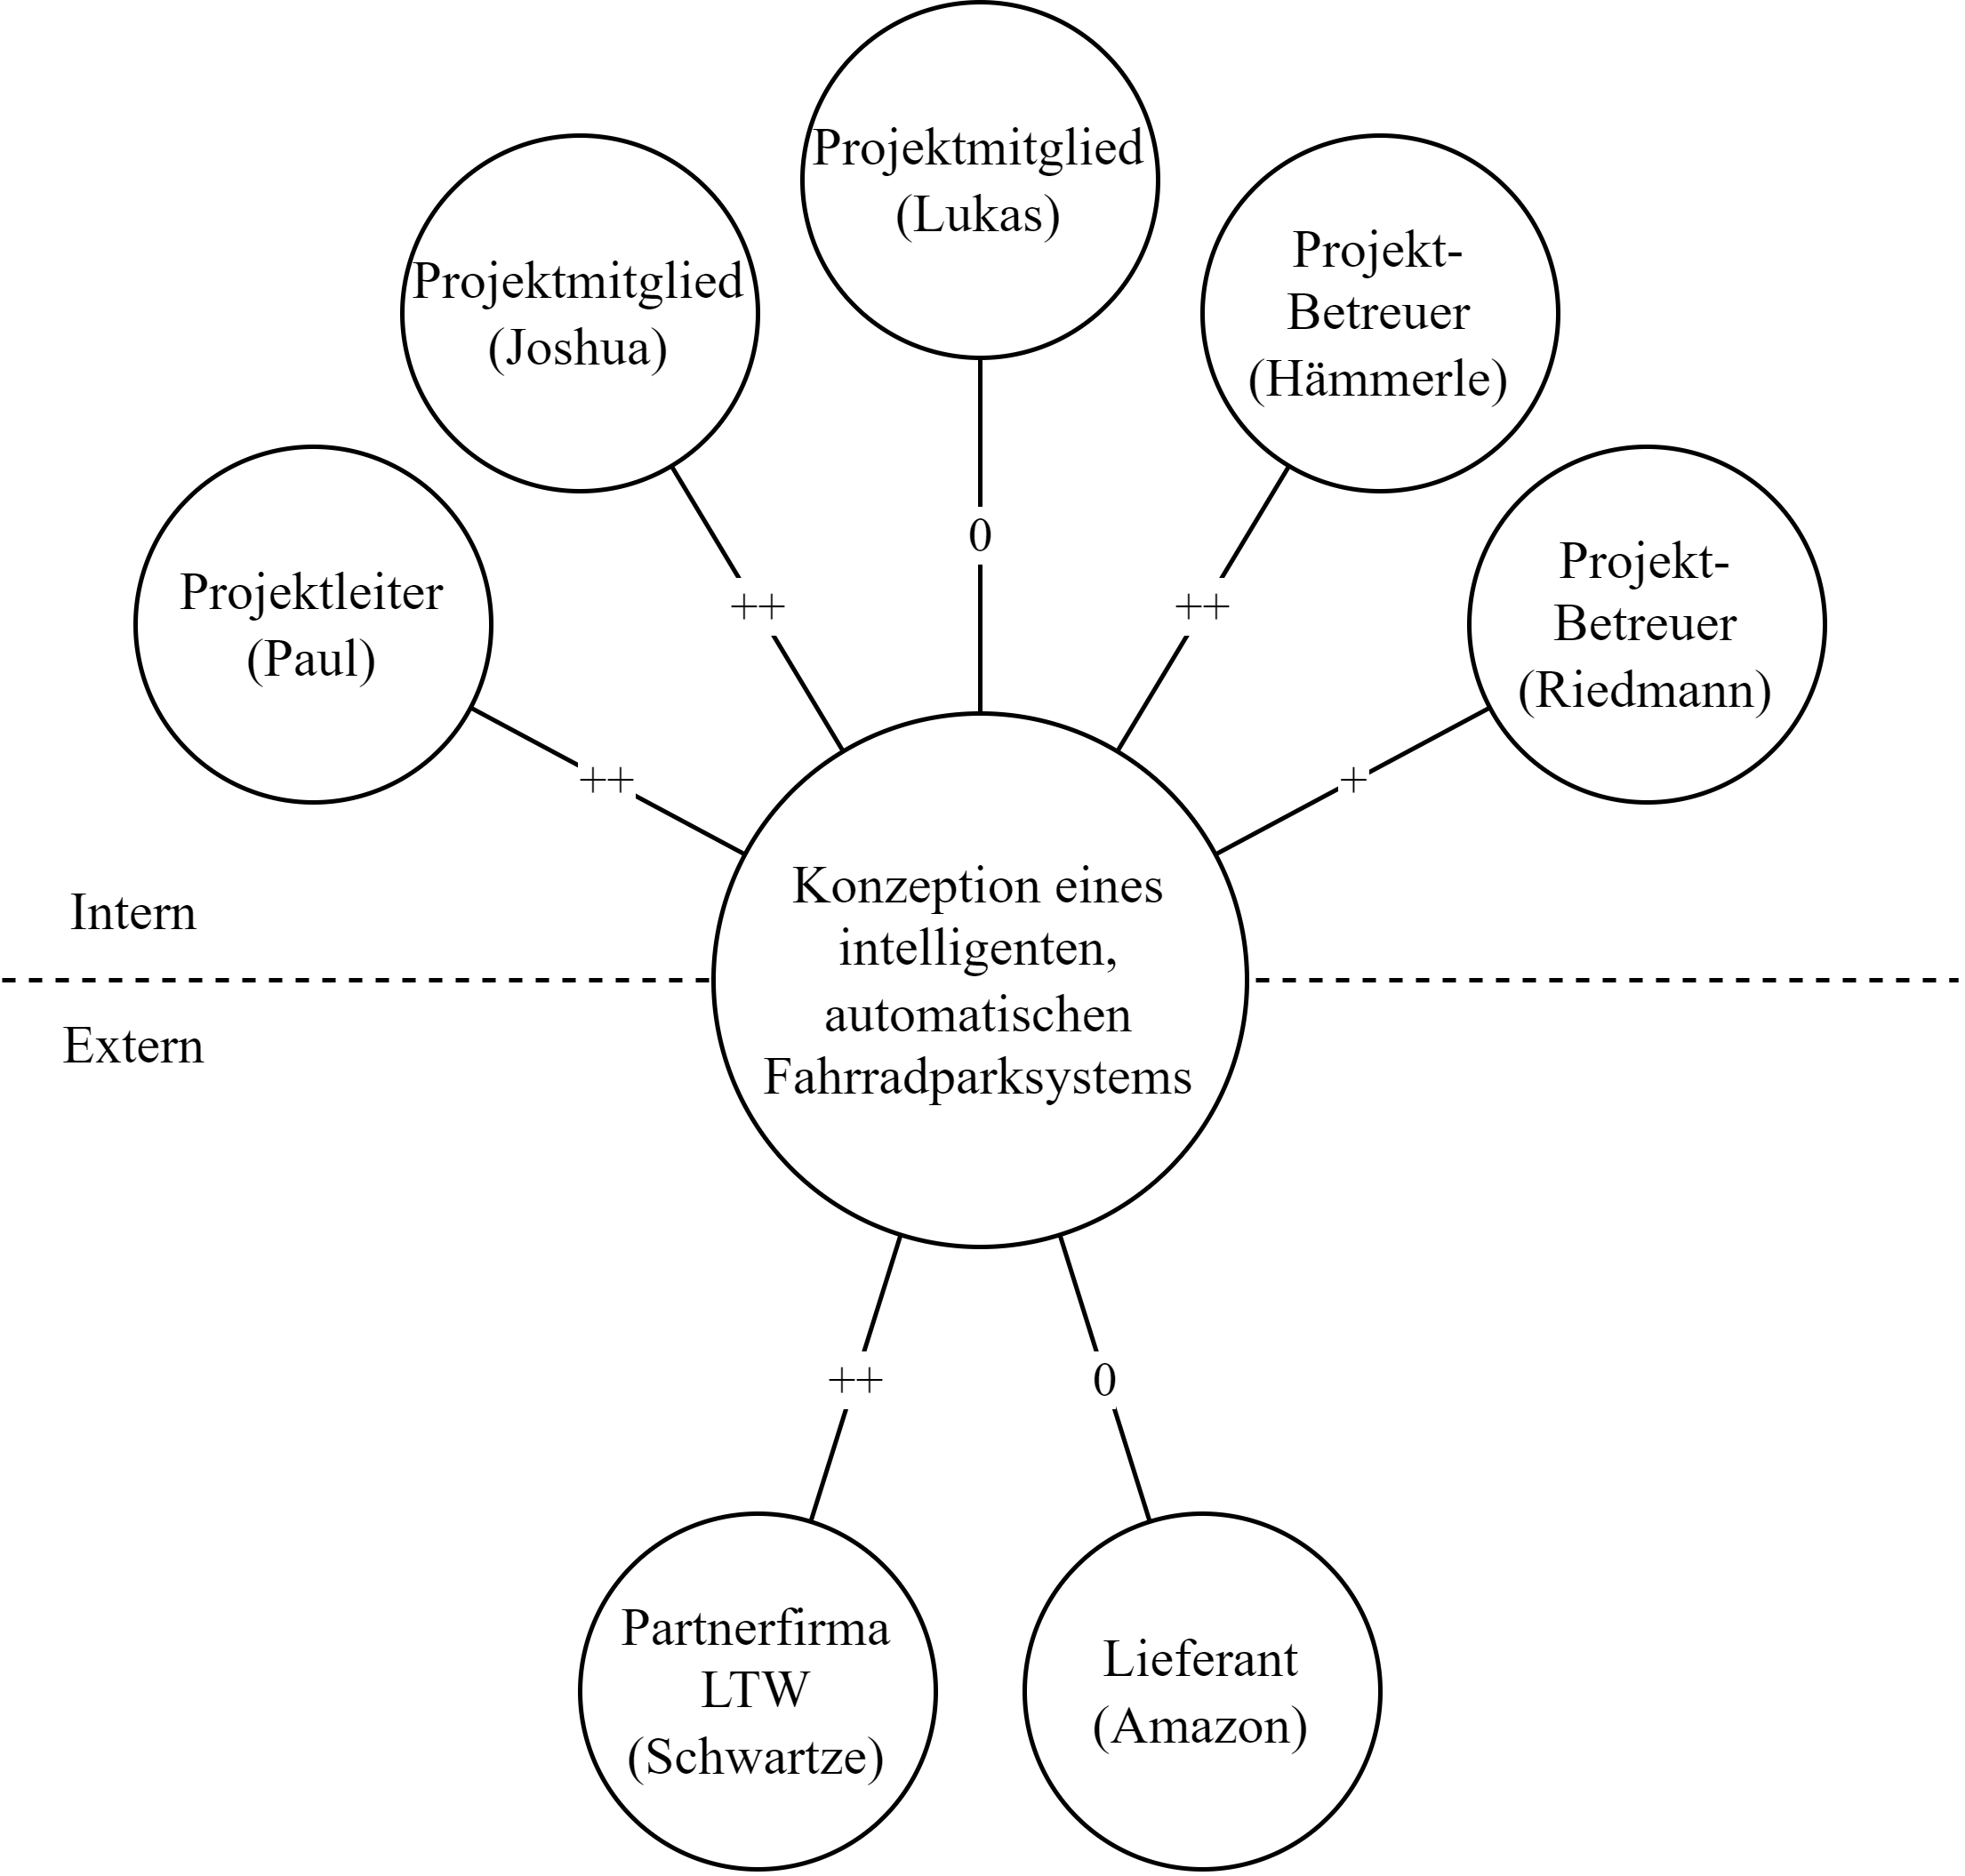 Projektmitglied
(Lukas)
Projektmitglied
(Joshua)
Projekt-
Betreuer
(Hämmerle)
Projektleiter
(Paul)
Projekt-
Betreuer
(Riedmann)
0
++
++
++
+
Konzeption eines
intelligenten,
automatischen
Fahrradparksystems
Intern
Extern
++
0
Partnerfirma
LTW
(Schwartze)
Lieferant
(Amazon)